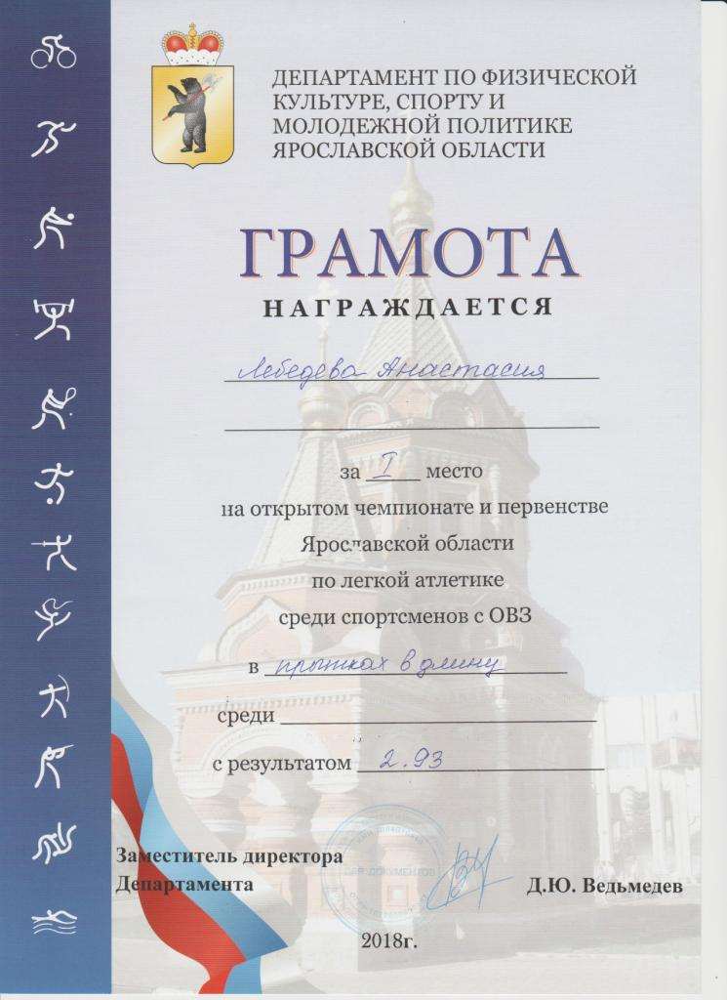 ДЕПАРТАМЕНТ ПО ФИЗИЧЕСКОЙ
КУЛЬТУРЕ, СПОРТУ И
МОЛОДЕЖНОЙ ПОЛИТИКЕ
ЯРОСЛАВСКОЙ ОБЛАСТИ
ГРАМОТА
НАГРАЖДАЕТСЯ
Лебедева Анастасия
за I место
на открытом чемпионате и первенстве
Ярославской области
по легкой атлетике
среди спортсменов с ОВЗ
в прыжках в длину
среди
с результатом 2.93
Заместитель директора
Департамента
Д.Ю. Ведьмедев
ДЛЯ ДОКУМЕНТОВ
2018г.